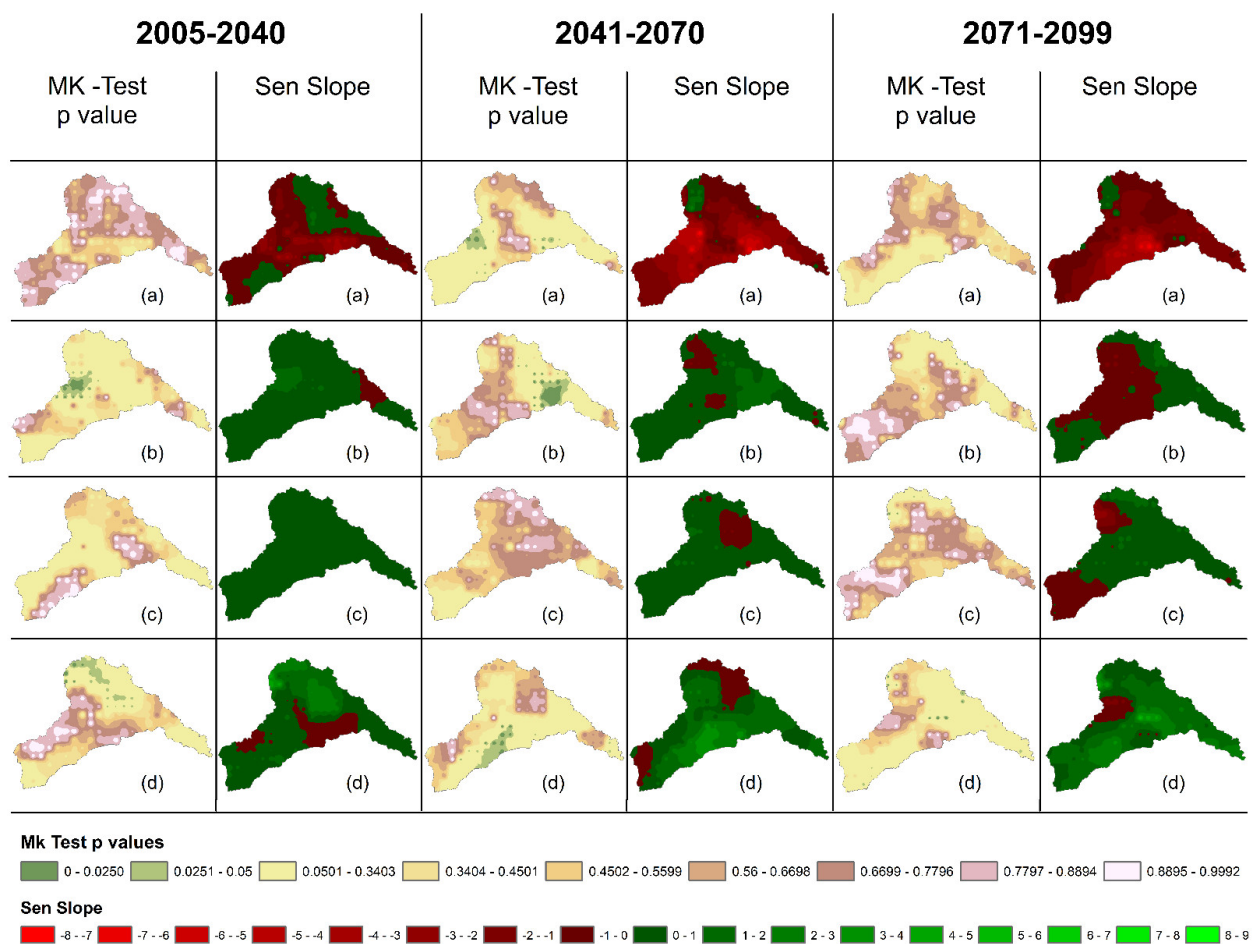 2005-2040 2041-2070 2071-2099
MK -Test p value Sen Slope MK -Test p value Sen Slope MK -Test p value Sen Slope
(a) (a) (a) (a) (a) (a)
(b) (b) (b) (b) (b) (b)
(c) (c) (c) (c) (c) (c)
(d) (d) (d) (d) (d) (d)
Mk Test p values
0 - 0.0250 0.0251 - 0.05 0.0501 - 0.3403 0.3404 - 0.4501 0.4502 - 0.5599 0.56 - 0.6698 0.6699 - 0.7796 0.7797 - 0.8894 0.8895 - 0.9992
Sen Slope
-8 - -7 -7 - -6 -6 - -5 -5 - -4 -4 - -3 -3 - -2 -2 - -1 -1 - 0 0 - 1 1 - 2 2 - 3 3 - 4 4 - 5 5 - 6 6 - 7 7 - 8 8 - 9